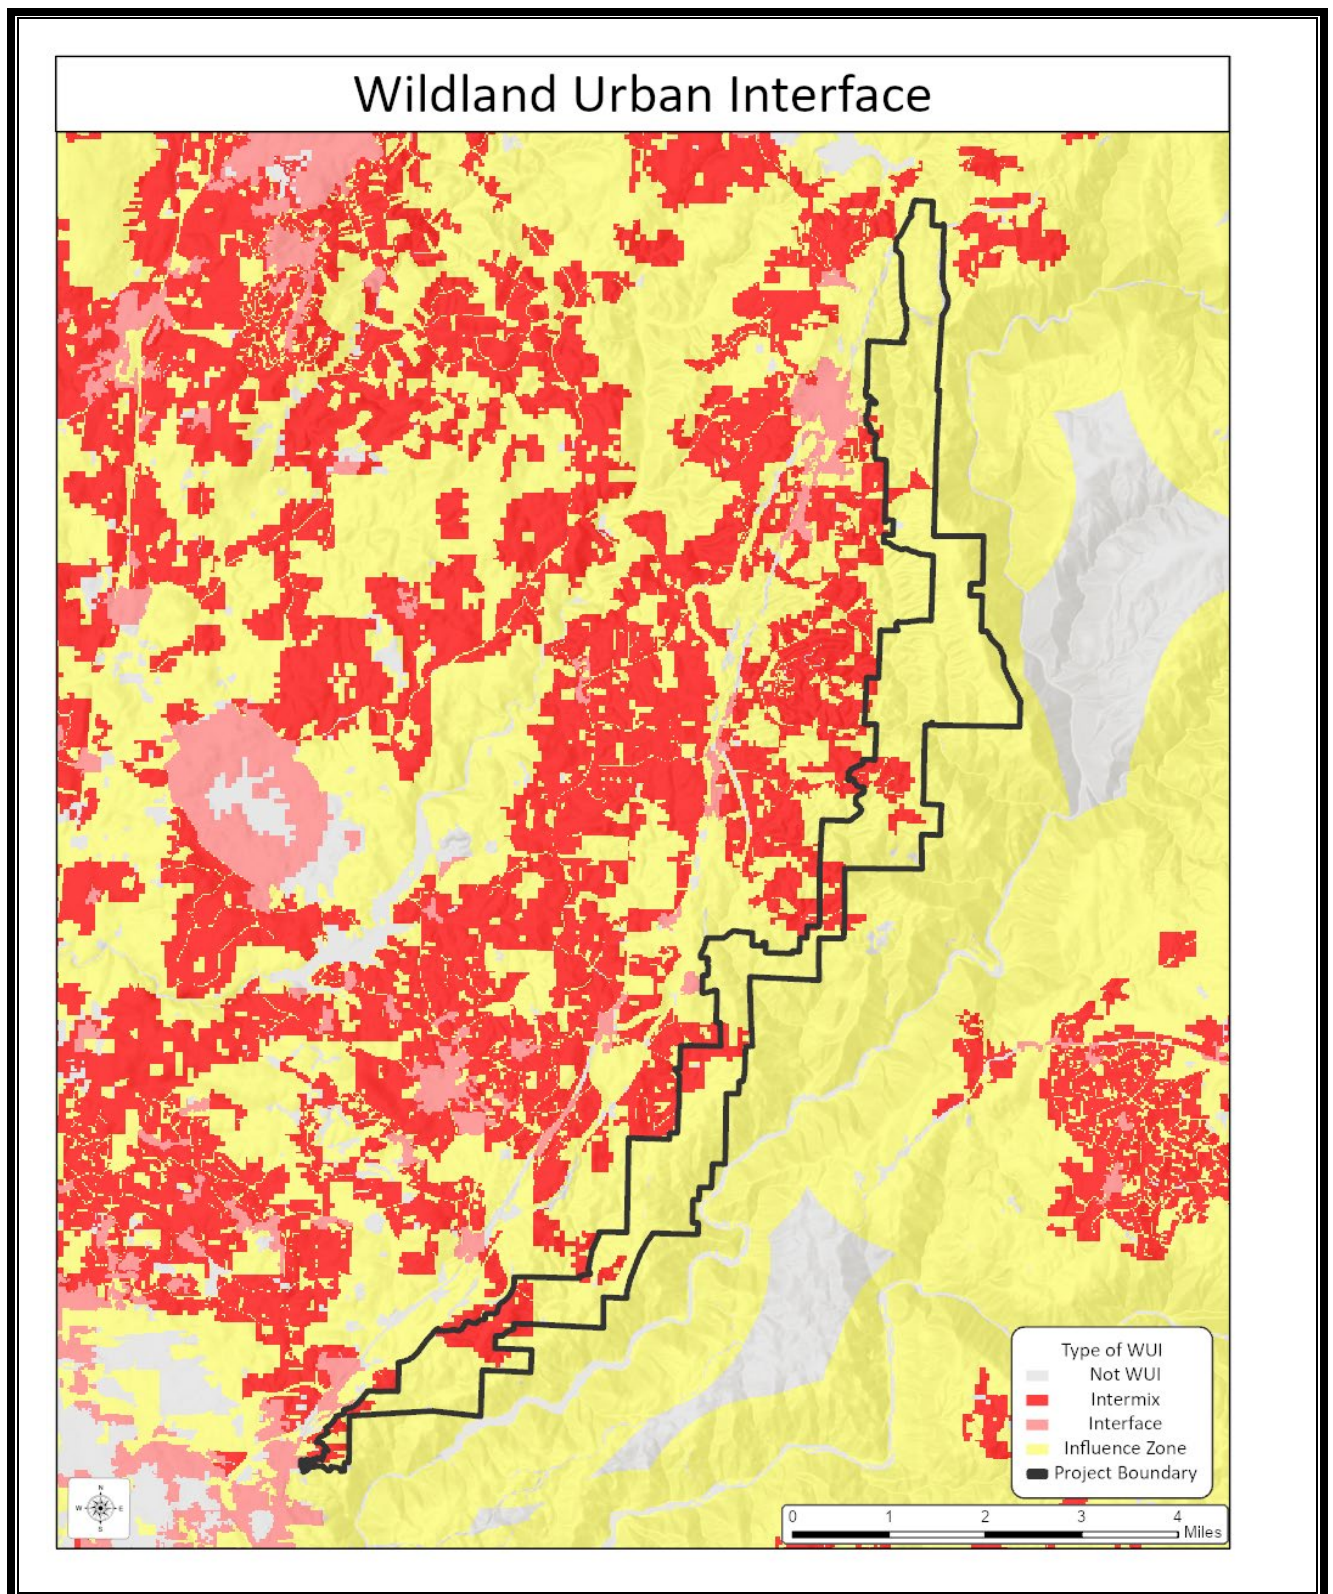 Wildland Urban Interface
Type of WUI
Not WUI
Intermix
Interface
Influence Zone
Project Boundary
N
W E
S
0 1 2 3 4
Miles